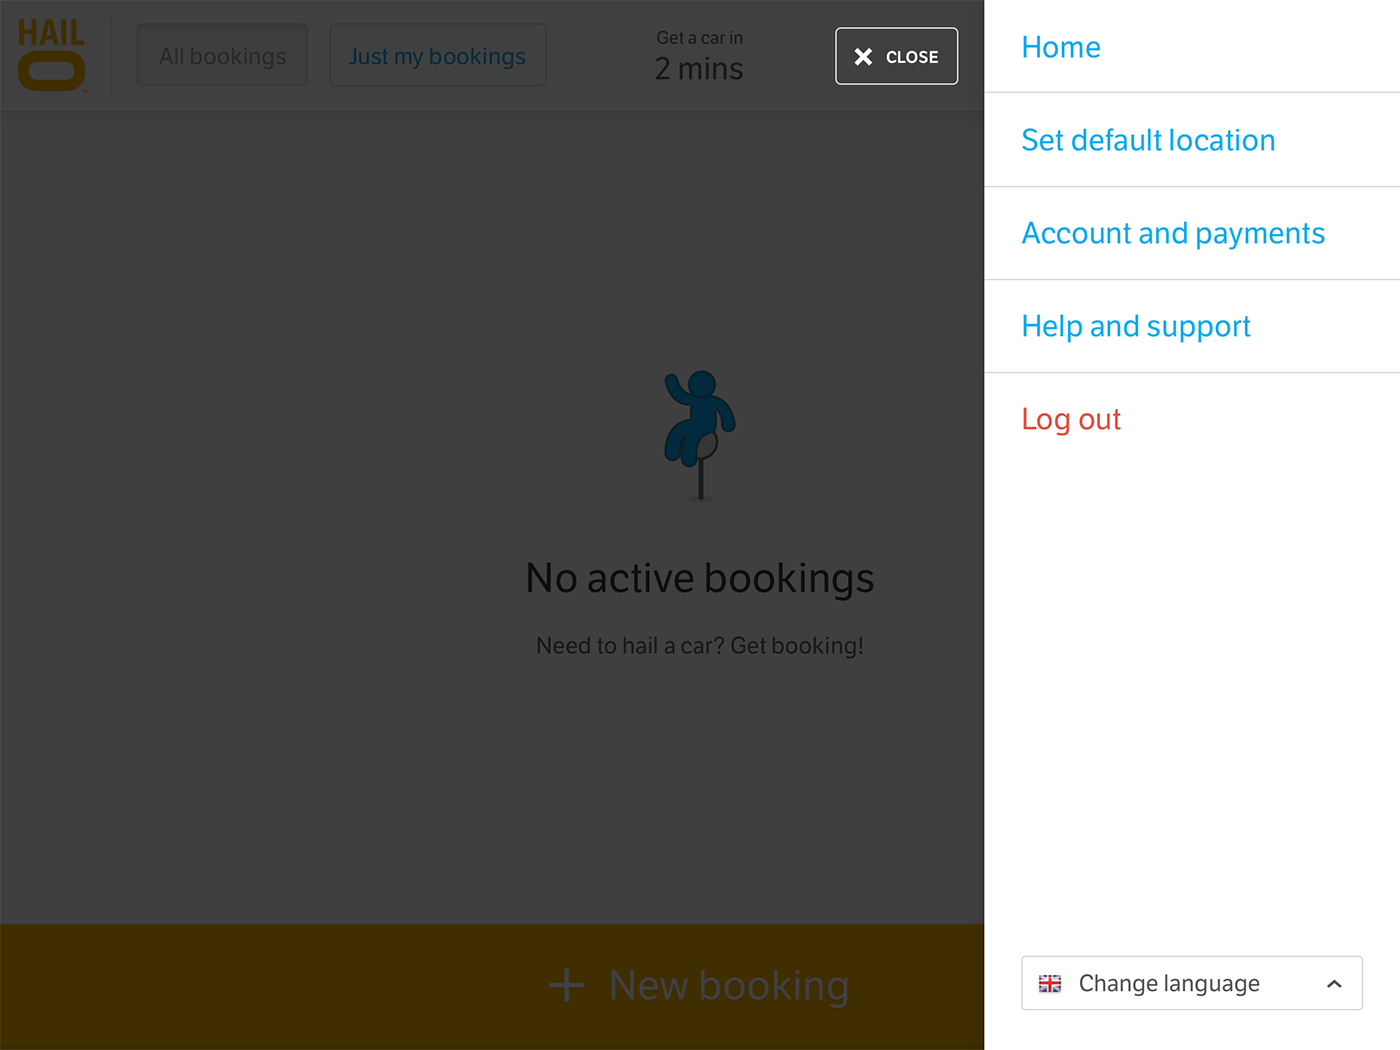 HAIL
O™
All bookings
Just my bookings
Get a car in
2 mins
CLOSE
Home
Set default location
Account and payments
Help and support
Log out
No active bookings
Need to hail a car? Get booking!
+ New booking
Change language